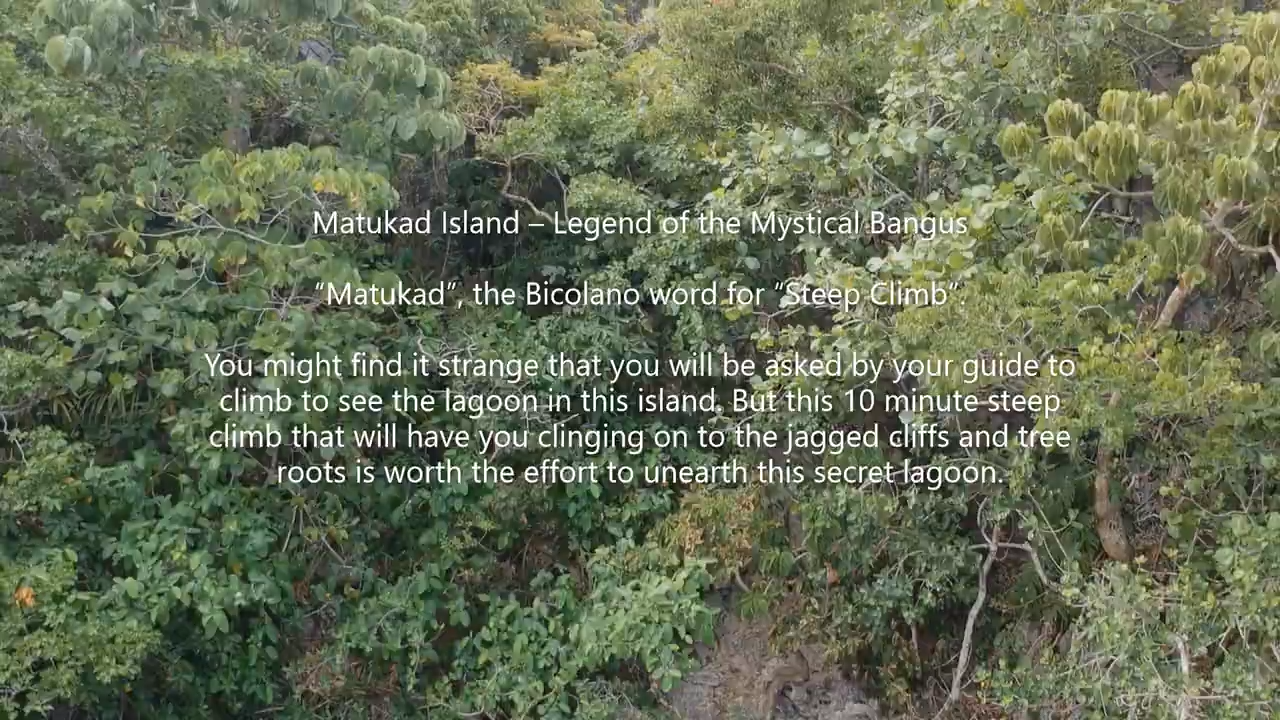 Matukad Island – Legend of the Mystical Bangus
“Matukad”, the Bicolano word for “Steep Climb”.
You might find it strange that you will be asked by your guide to
climb to see the lagoon in this island. But this 10 minute steep
climb that will have you clinging on to the jagged cliffs and tree
roots is worth the effort to unearth this secret lagoon.